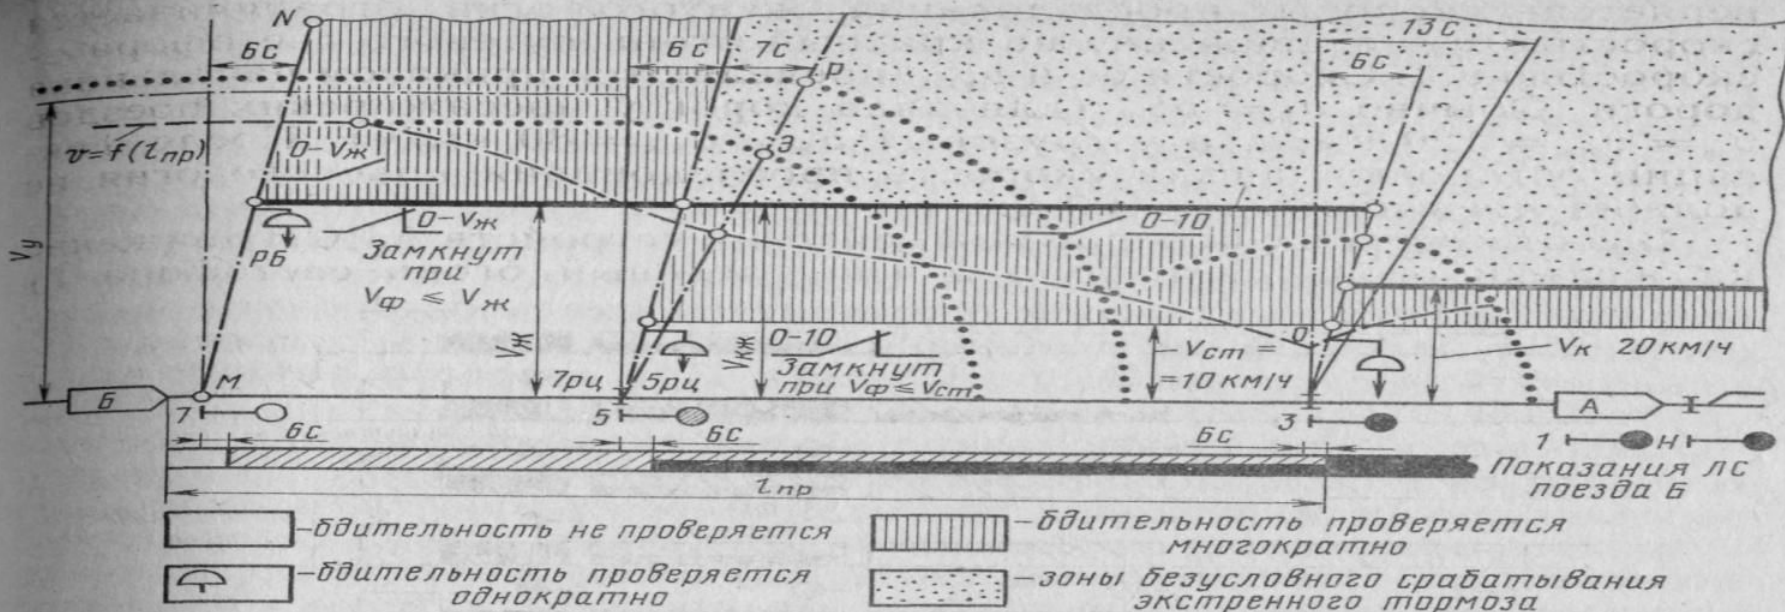 N
6с
6с
7с
Р
13с
6с
v=f(lпр)
0-Vж
Э
Vу
РБ
0-Vж
Замкнут
при
Vф ≤ Vж
Vж
0-10
Vкж
0-10
Замкнут
при Vф≤Vст
Vст =
=10 км/ч
Q
Vк 20 км/ч
Б
М
7рц
5рц
А
7
5
3
1
Н
6с
6с
6с
lпр
Показания ЛС
поезда Б
-бдительность не проверяется
-бдительность проверяется
многократно
-бдительность проверяется
однократно
-зоны безусловного срабатывания
экстренного тормоза